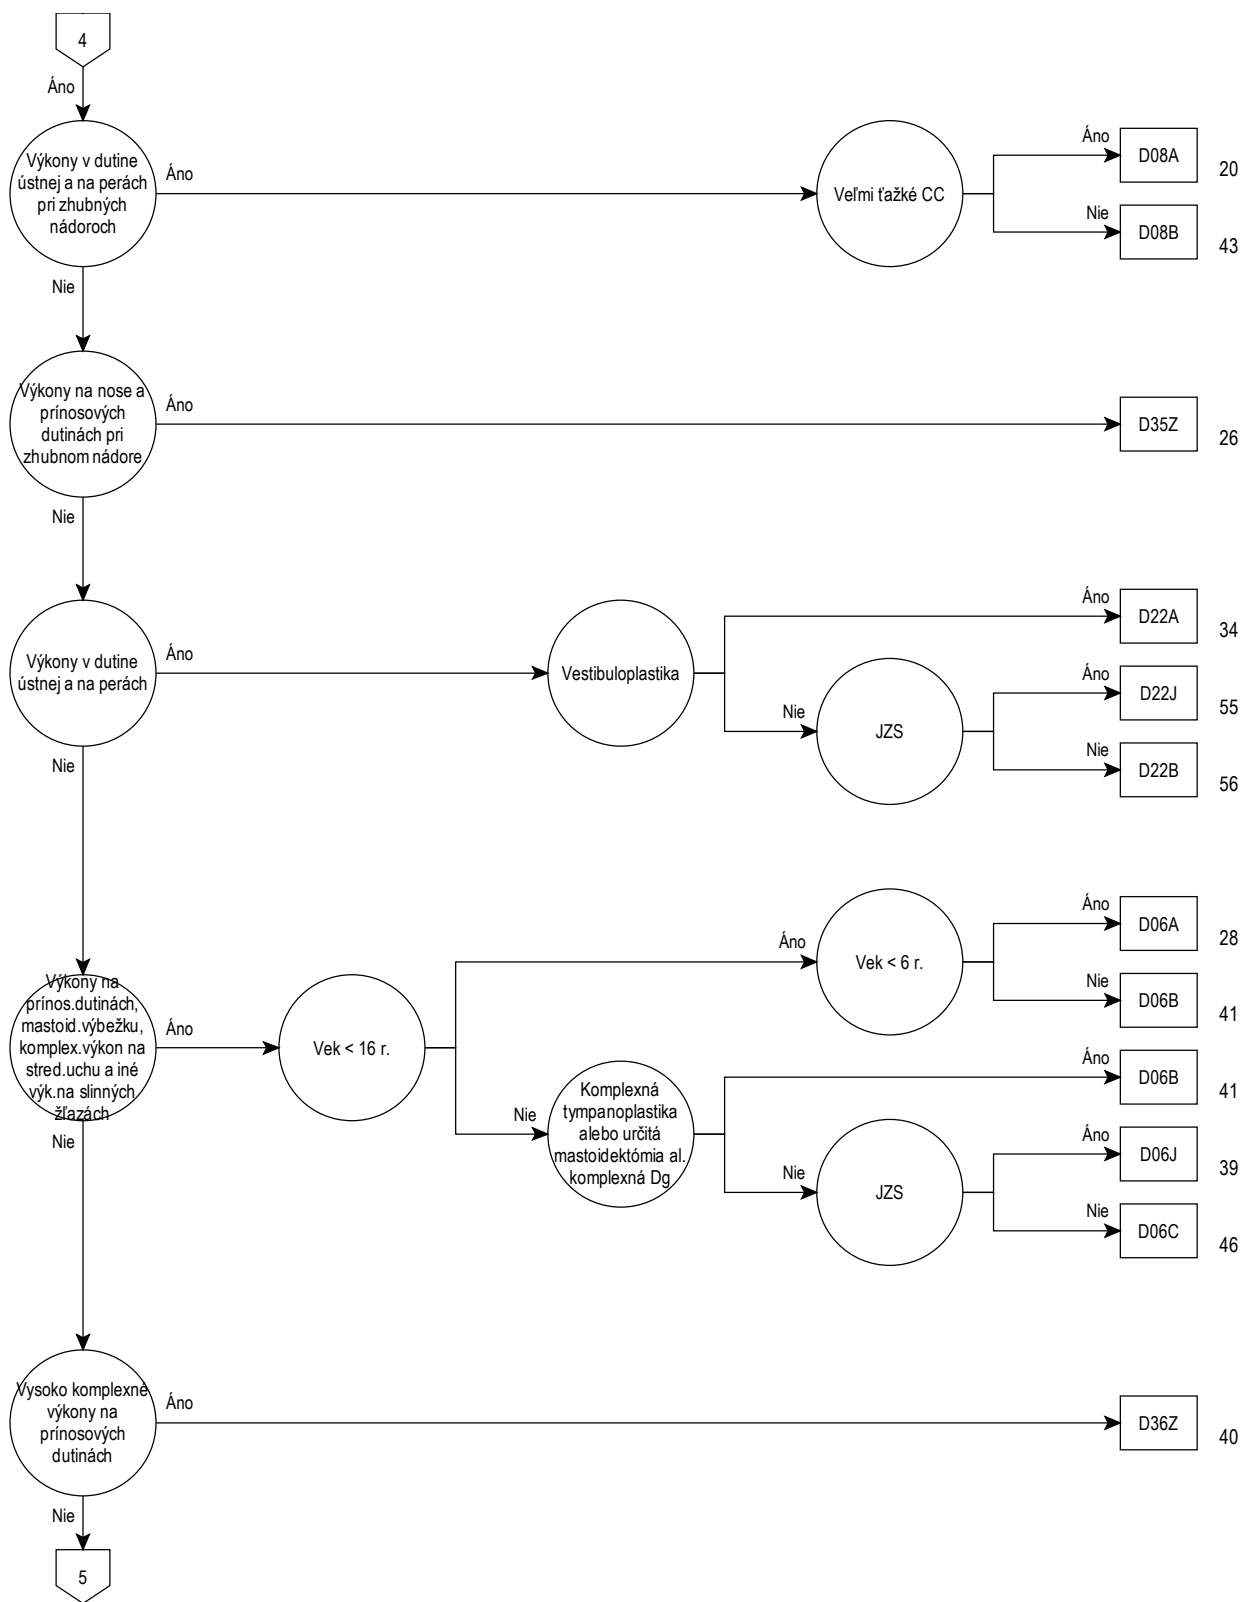 4
Áno
Výkony v dutine
ústnej a na perách
pri zhubných
nádoroch
Áno
Veľmi ťažké CC
Áno
D08A
20
Nie
D08B
43
Nie
Výkony na nose a
prínosových
dutinách pri
zhubnom nádore
Áno
D35Z
26
Nie
Výkony v dutine
ústnej a na perách
Áno
Vestibuloplastika
Áno
D22A
34
Nie
JZS
Áno
D22J
55
Nie
D22B
56
Nie
Výkony na
prínos.dutinách,
mastoid.výbežku,
komplex.výkon na
stred.uchu a iné
výk.na slinných
žľazách
Áno
Vek < 16 r.
Áno
Vek < 6 r.
Áno
D06A
28
Nie
D06B
41
Nie
Komplexná
tympanoplastika
alebo určitá
mastoidektómia al.
komplexná Dg
Áno
D06B
41
Nie
JZS
Áno
D06J
39
Nie
D06C
46
Nie
Vysoko komplexné
výkony na
prínosových
dutinách
Áno
D36Z
40
Nie
5